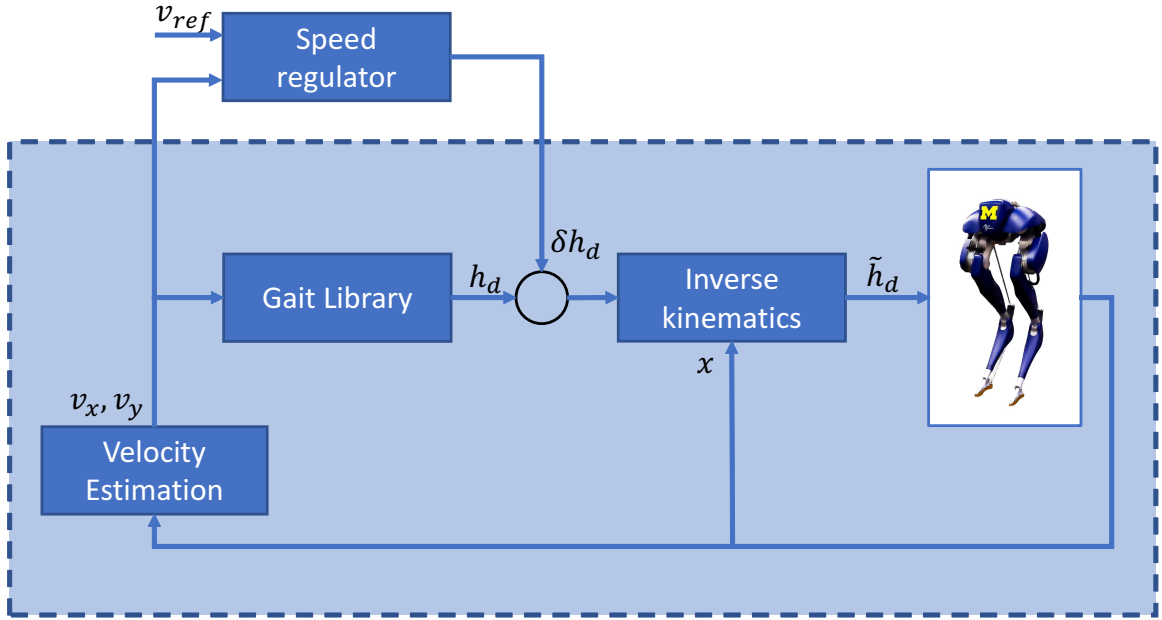 v_ref
Speed
regulator
δh_d
h_d
Gait Library
Inverse
kinematics
h̃_d
M
x
v_x, v_y
Velocity
Estimation